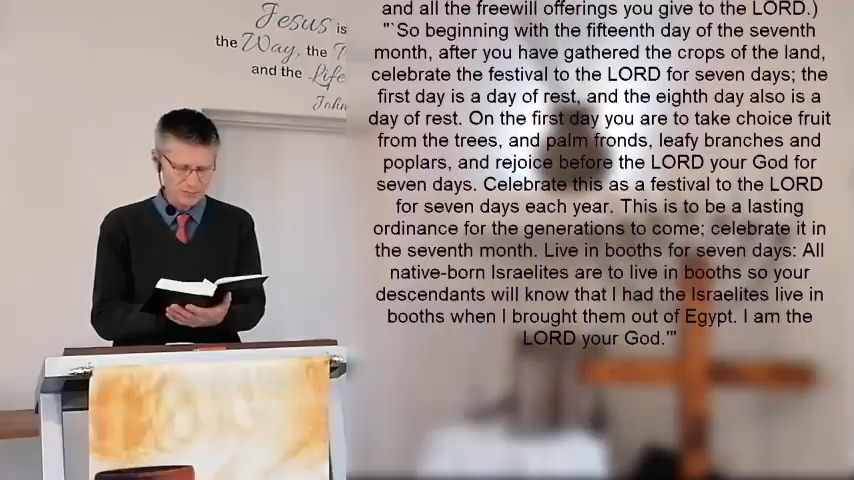 Jesus is
the Way, the
and the Life
John
and all the freewill offerings you give to the LORD.)
"`So beginning with the fifteenth day of the seventh
month, after you have gathered the crops of the land,
celebrate the festival to the LORD for seven days; the
first day is a day of rest, and the eighth day also is a
day of rest. On the first day you are to take choice fruit
from the trees, and palm fronds, leafy branches and
poplars, and rejoice before the LORD your God for
seven days. Celebrate this as a festival to the LORD
for seven days each year. This is to be a lasting
ordinance for the generations to come; celebrate it in
the seventh month. Live in booths for seven days: All
native-born Israelites are to live in booths so your
descendants will know that I had the Israelites live in
booths when I brought them out of Egypt. I am the
LORD your God.'"